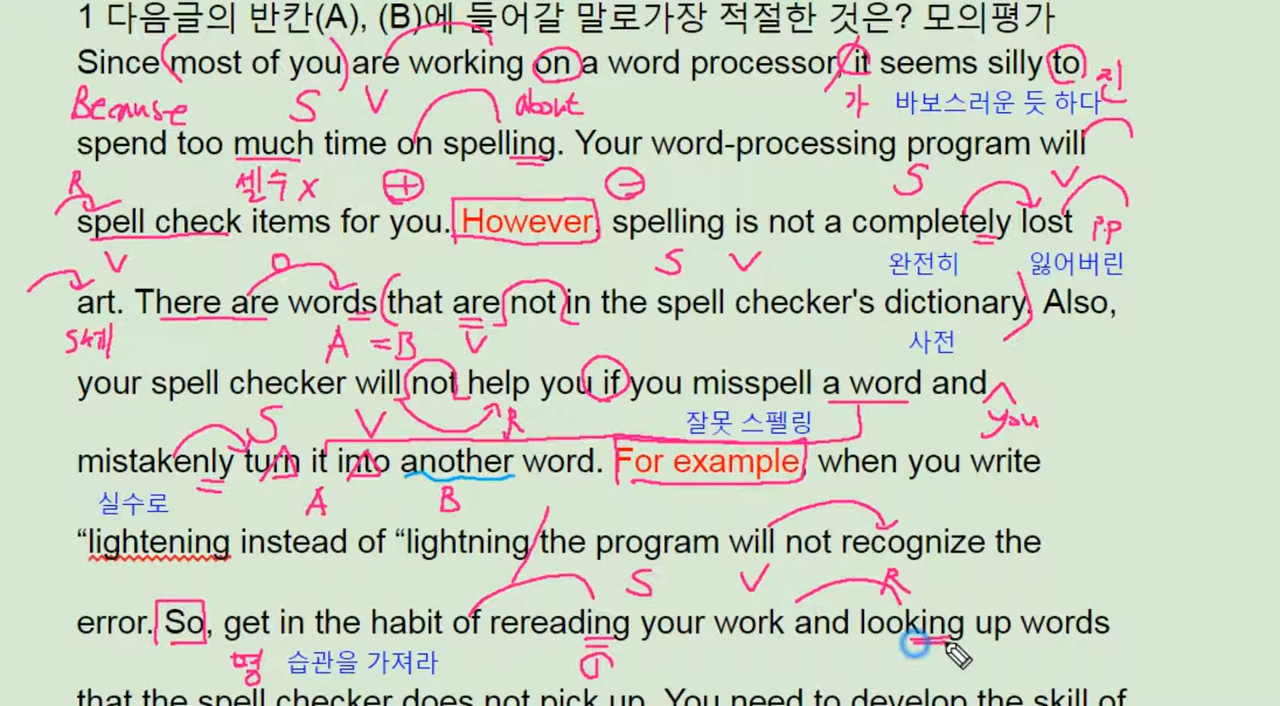 1 다음글의 반칸(A), (B)에 들어갈 말로가장 적절한 것은? 모의평가
Since most of you are working on a word processor, it seems silly to 진
Because S V about 가 바보스러운 듯 하다
spend too much time on spelling. Your word-processing program will
R 셀수 X + - S V
spell check items for you. However, spelling is not a completely lost p.p
V S V 완전히 잃어버린
art. There are words that are not in the spell checker's dictionary. Also,
A = B V 사전
your spell checker will not help you if you misspell a word and you
S V R 잘못 스펠링
mistakenly turn it into another word. For example, when you write
실수로 A B
“lightening instead of “lightning the program will not recognize the
S V R
error. So, get in the habit of rereading your work and looking up words
명 습관을 가져라 ①
that the spell checker does not pick up. You need to develop the skill of